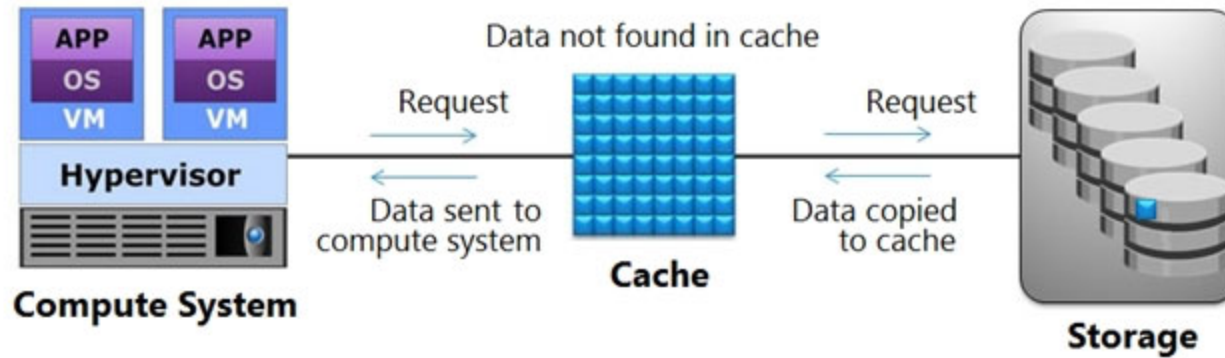 APP
OS
VM
APP
OS
VM
Hypervisor
Compute System
Request
Data sent to
compute system
Data not found in cache
Cache
Request
Data copied
to cache
Storage